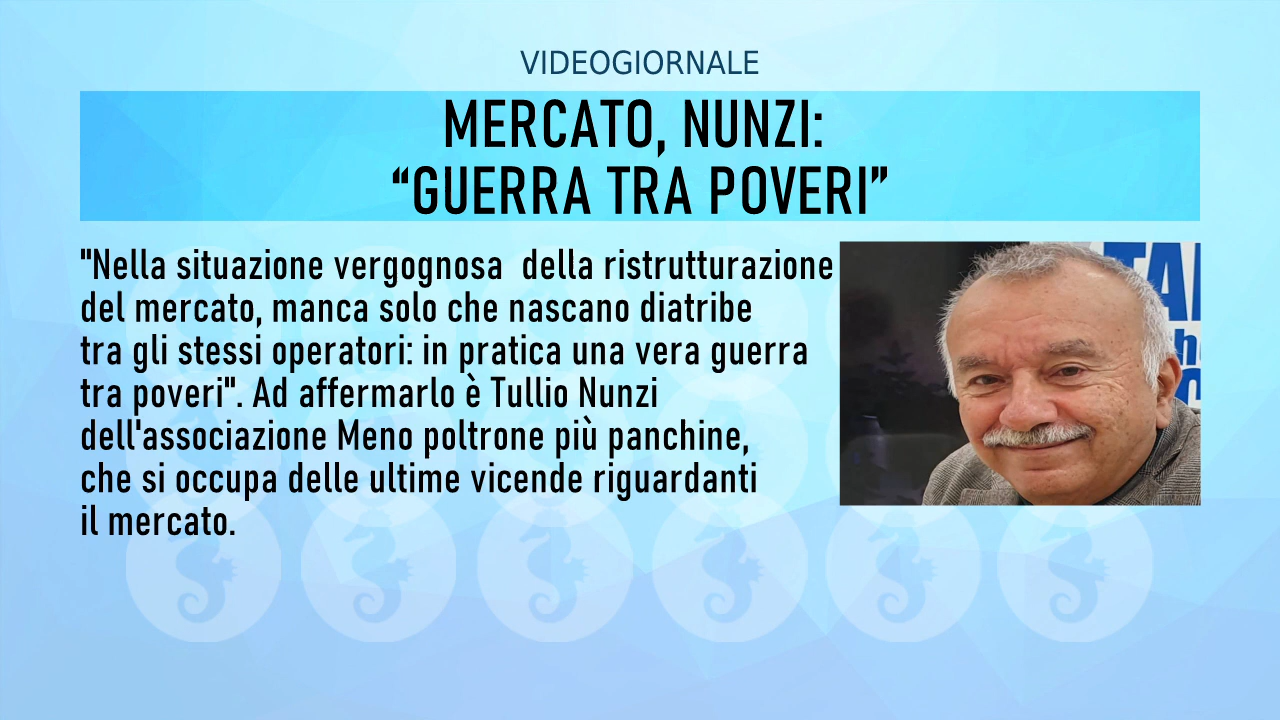 VIDEOGIORNALE
MERCATO, NUNZI:
“GUERRA TRA POVERI”
"Nella situazione vergognosa  della ristrutturazione
del mercato, manca solo che nascano diatribe
tra gli stessi operatori: in pratica una vera guerra
tra poveri". Ad affermarlo è Tullio Nunzi
dell'associazione Meno poltrone più panchine,
che si occupa delle ultime vicende riguardanti
il mercato.